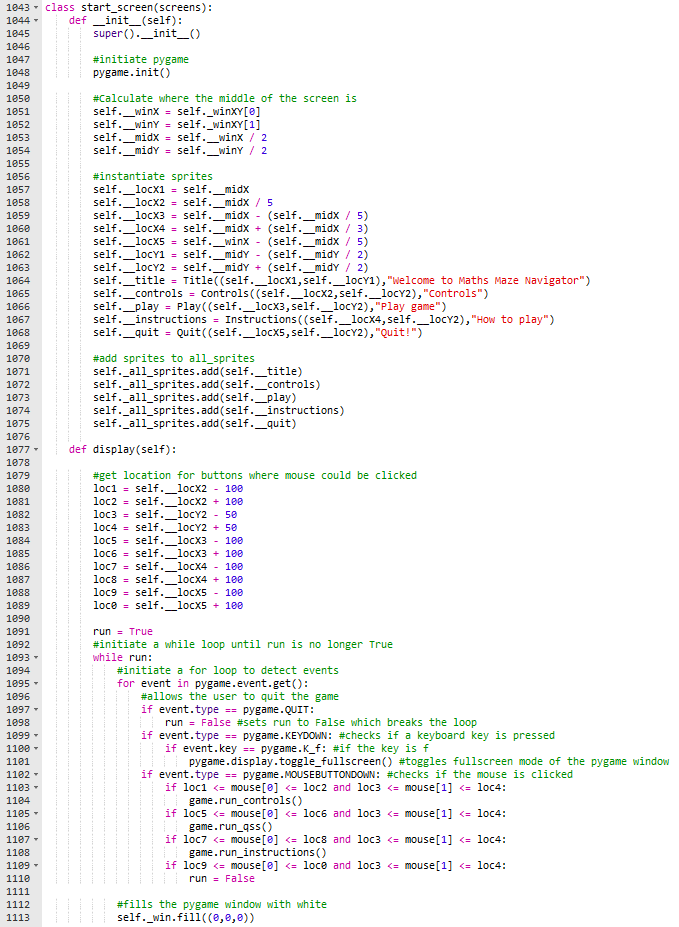 1043 class start_screen(screens):
1044     def __init__(self):
1045         super().__init__()
1046
1047         #initiate pygame
1048         pygame.init()
1049
1050         #Calculate where the middle of the screen is
1051         self.__winX = self._winXY[0]
1052         self.__winY = self._winXY[1]
1053         self.__midX = self.__winX / 2
1054         self.__midY = self.__winY / 2
1055
1056         #instantiate sprites
1057         self.__locX1 = self.__midX
1058         self.__locX2 = self.__midX / 5
1059         self.__locX3 = self.__midX - (self.__midX / 5)
1060         self.__locX4 = self.__midX + (self.__midX / 3)
1061         self.__locX5 = self.__winX - (self.__midX / 5)
1062         self.__locY1 = self.__midY - (self.__midY / 2)
1063         self.__locY2 = self.__midY + (self.__midY / 2)
1064         self.__title = Title((self.__locX1,self.__locY1),"Welcome to Maths Maze Navigator")
1065         self.__controls = Controls((self.__locX2,self.__locY2),"Controls")
1066         self.__play = Play((self.__locX3,self.__locY2),"Play game")
1067         self.__instructions = Instructions((self.__locX4,self.__locY2),"How to play")
1068         self.__quit = Quit((self.__locX5,self.__locY2),"Quit!")
1069
1070         #add sprites to all_sprites
1071         self._all_sprites.add(self.__title)
1072         self._all_sprites.add(self.__controls)
1073         self._all_sprites.add(self.__play)
1074         self._all_sprites.add(self.__instructions)
1075         self._all_sprites.add(self.__quit)
1076
1077     def display(self):
1078
1079         #get location for buttons where mouse could be clicked
1080         loc1 = self.__locX2 - 100
1081         loc2 = self.__locX2 + 100
1082         loc3 = self.__locY2 - 50
1083         loc4 = self.__locY2 + 50
1084         loc5 = self.__locX3 - 100
1085         loc6 = self.__locX3 + 100
1086         loc7 = self.__locX4 - 100
1087         loc8 = self.__locX4 + 100
1088         loc9 = self.__locX5 - 100
1089         loc0 = self.__locX5 + 100
1090
1091         run = True
1092         #initiate a while loop until run is no longer True
1093         while run:
1094             #initiate a for loop to detect events
1095             for event in pygame.event.get():
1096                 #allows the user to quit the game
1097                 if event.type == pygame.QUIT:
1098                     run = False #sets run to False which breaks the loop
1099                 if event.type == pygame.KEYDOWN: #checks if a keyboard key is pressed
1100                     if event.key == pygame.K_f: #if the key is f
1101                         pygame.display.toggle_fullscreen() #toggles fullscreen mode of the pygame window
1102                 if event.type == pygame.MOUSEBUTTONDOWN: #checks if the mouse is clicked
1103                     if loc1 <= mouse[0] <= loc2 and loc3 <= mouse[1] <= loc4:
1104                         game.run_controls()
1105                     if loc5 <= mouse[0] <= loc6 and loc3 <= mouse[1] <= loc4:
1106                         game.run_qss()
1107                     if loc7 <= mouse[0] <= loc8 and loc3 <= mouse[1] <= loc4:
1108                         game.run_instructions()
1109                     if loc9 <= mouse[0] <= loc0 and loc3 <= mouse[1] <= loc4:
1110                         run = False
1111
1112             #fills the pygame window with white
1113             self._win.fill((0,0,0))